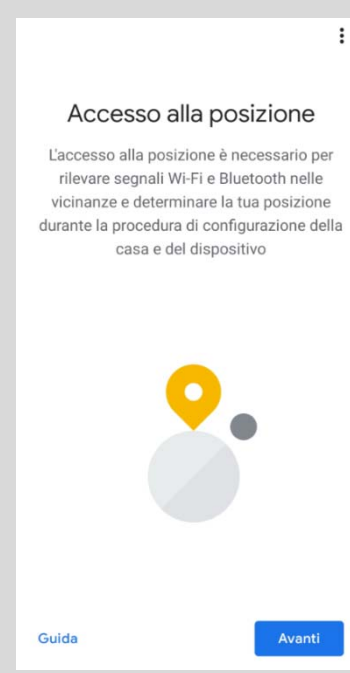 Accesso alla posizione
L'accesso alla posizione è necessario per
rilevare segnali Wi-Fi e Bluetooth nelle
vicinanze e determinare la tua posizione
durante la procedura di configurazione della
casa e del dispositivo
Guida
Avanti